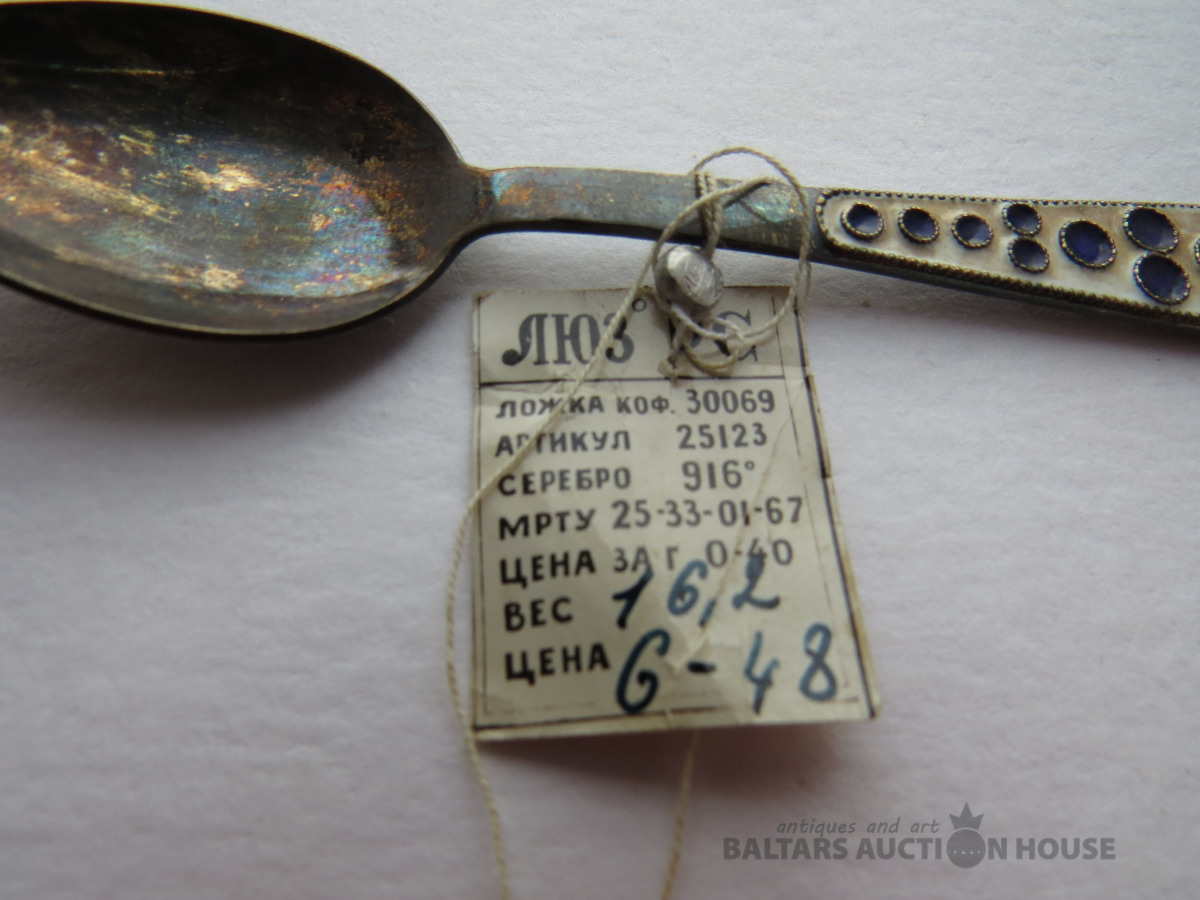 ЛЮЗ
ЛОЖКА КОФ. 30069
АРТИКУЛ 25123
СЕРЕБРО 916°
МРТУ 25-33-01-67
ЦЕНА ЗА Г. 0-40
ВЕС 16,2
ЦЕНА 6-48
antiques and art
BALTARS AUCTION HOUSE